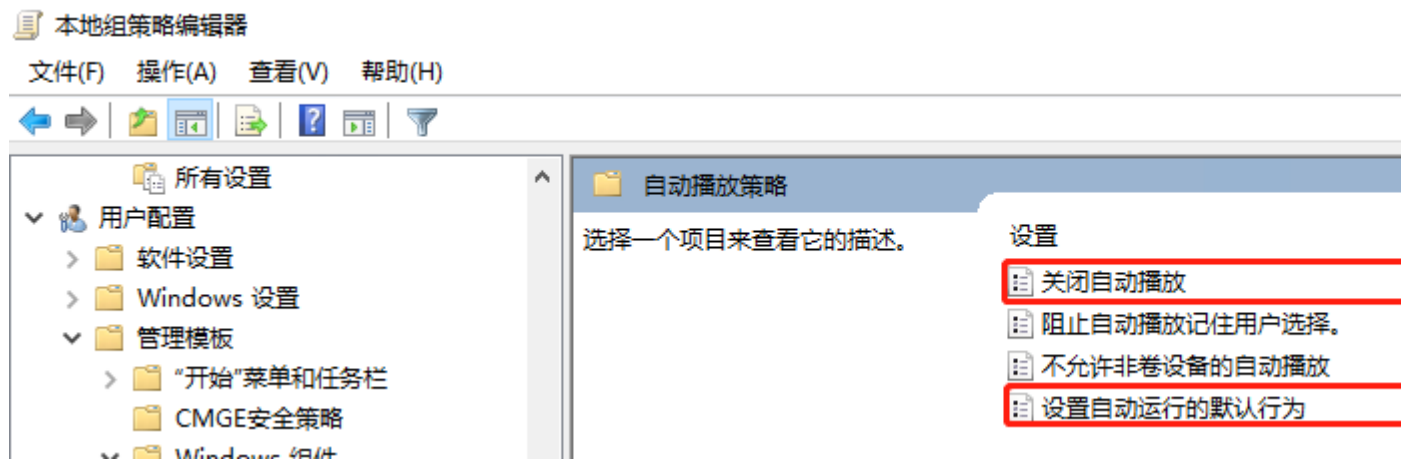 本地组策略编辑器
文件(F) 操作(A) 查看(V) 帮助(H)
所有设置
用户配置
软件设置
Windows 设置
管理模板
“开始”菜单和任务栏
CMGE安全策略
Windows 组件
自动播放策略
选择一个项目来查看它的描述。
设置
关闭自动播放
阻止自动播放记住用户选择。
不允许非卷设备的自动播放
设置自动运行的默认行为